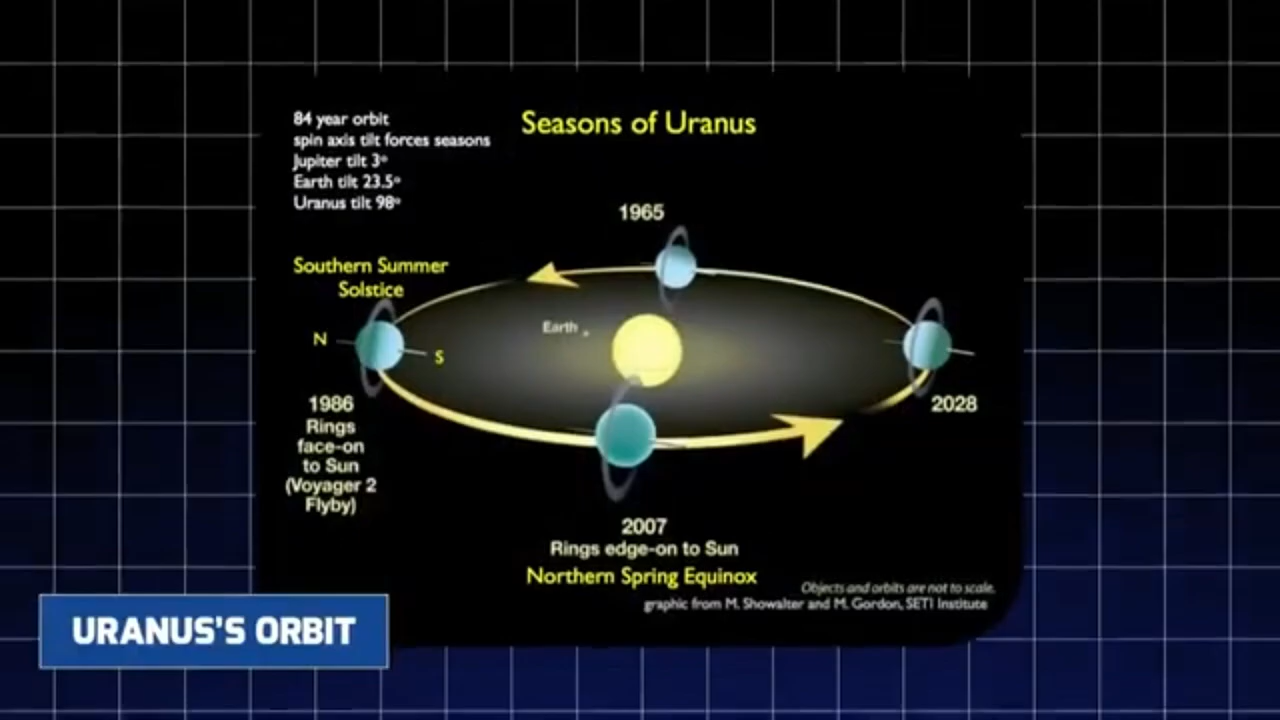 84 year orbit
spin axis tilt forces seasons
Jupiter tilt 3°
Earth tilt 23.5°
Uranus tilt 98°
Seasons of Uranus
1965
Southern Summer
Solstice
Earth
N
S
1986
Rings
face-on
to Sun
(Voyager 2
Flyby)
2028
2007
Rings edge-on to Sun
Northern Spring Equinox
Objects and orbits are not to scale.
graphic from M. Showalter and M. Gordon, SETI Institute
URANUS'S ORBIT